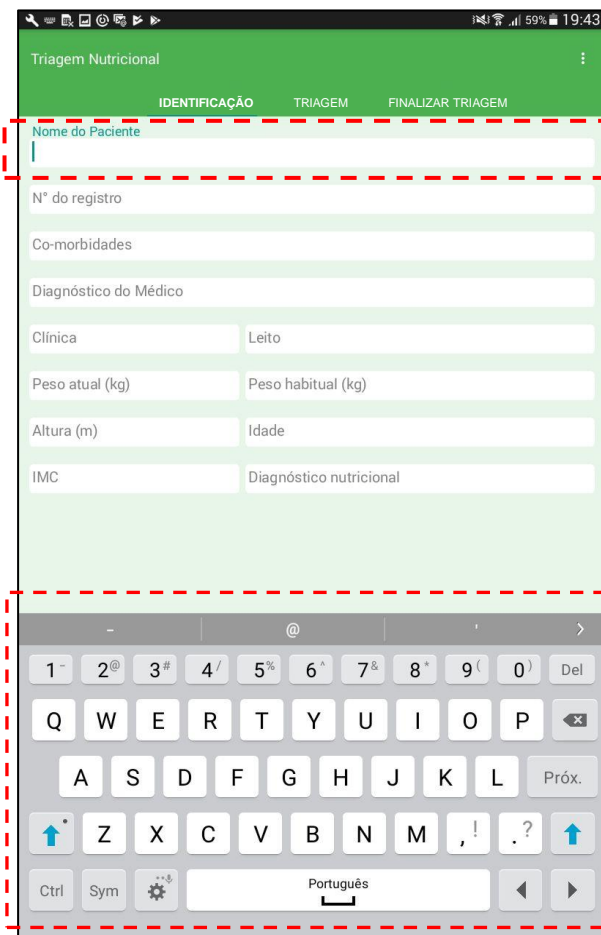 59% 19:43
Triagem Nutricional
IDENTIFICAÇÃO TRIAGEM FINALIZAR TRIAGEM
Nome do Paciente
N° do registro
Co-morbidades
Diagnóstico do Médico
Clínica Leito
Peso atual (kg) Peso habitual (kg)
Altura (m) Idade
IMC Diagnóstico nutricional
- @ '
1 - 2 @ 3 # 4 / 5 % 6 ^ 7 & 8 * 9 ( 0 ) Del
Q W E R T Y U I O P
A S D F G H J K L Próx.
Z X C V B N M , ! . ?
Ctrl Sym Português